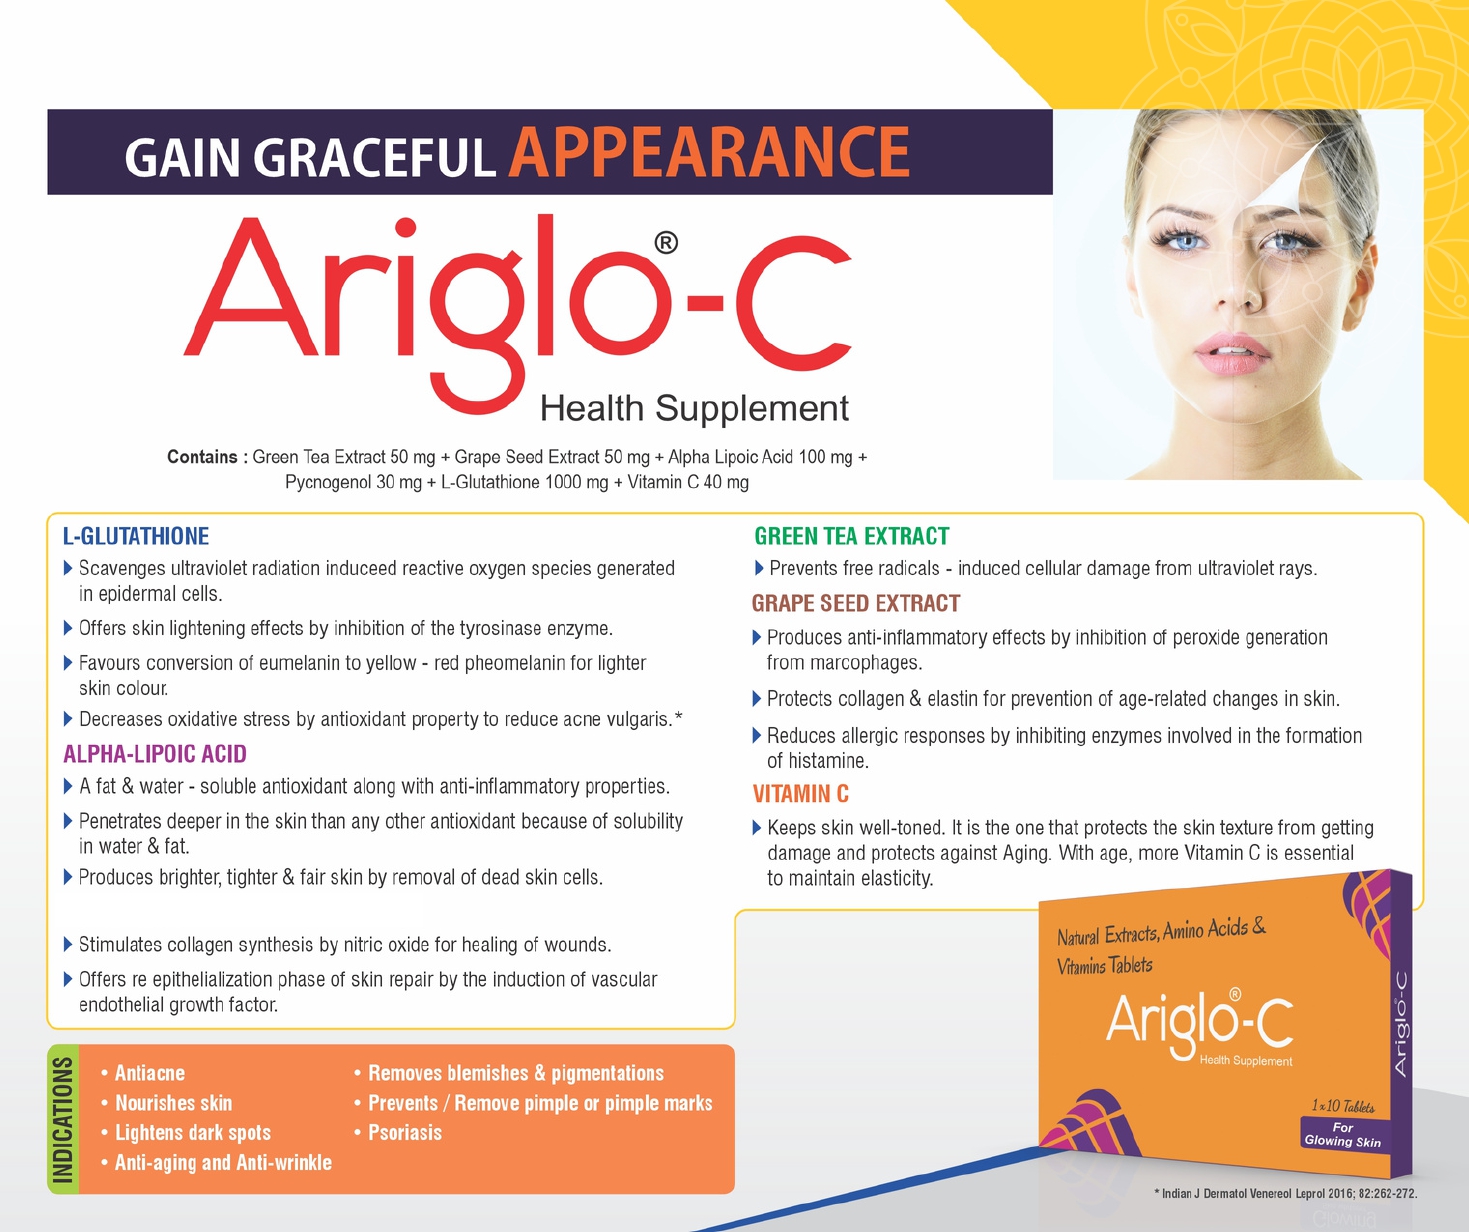 GAIN GRACEFUL APPEARANCE
Ariglo®-C
Health Supplement
Contains : Green Tea Extract 50 mg + Grape Seed Extract 50 mg + Alpha Lipoic Acid 100 mg +
Pycnogenol 30 mg + L-Glutathione 1000 mg + Vitamin C 40 mg
L-GLUTATHIONE
Scavenges ultraviolet radiation induceed reactive oxygen species generated
in epidermal cells.
Offers skin lightening effects by inhibition of the tyrosinase enzyme.
Favours conversion of eumelanin to yellow - red pheomelanin for lighter
skin colour.
Decreases oxidative stress by antioxidant property to reduce acne vulgaris.*
ALPHA-LIPOIC ACID
A fat & water - soluble antioxidant along with anti-inflammatory properties.
Penetrates deeper in the skin than any other antioxidant because of solubility
in water & fat.
Produces brighter, tighter & fair skin by removal of dead skin cells.
Stimulates collagen synthesis by nitric oxide for healing of wounds.
Offers re epithelialization phase of skin repair by the induction of vascular
endothelial growth factor.
GREEN TEA EXTRACT
Prevents free radicals - induced cellular damage from ultraviolet rays.
GRAPE SEED EXTRACT
Produces anti-inflammatory effects by inhibition of peroxide generation
from marcophages.
Protects collagen & elastin for prevention of age-related changes in skin.
Reduces allergic responses by inhibiting enzymes involved in the formation
of histamine.
VITAMIN C
Keeps skin well-toned. It is the one that protects the skin texture from getting
damage and protects against Aging. With age, more Vitamin C is essential
to maintain elasticity.
INDICATIONS
• Antiacne
• Nourishes skin
• Lightens dark spots
• Anti-aging and Anti-wrinkle
• Removes blemishes & pigmentations
• Prevents / Remove pimple or pimple marks
• Psoriasis
Natural Extracts, Amino Acids &
Vitamins Tablets
Ariglo®-C
Health Supplement
1x10 Tablets
For
Glowing Skin
Ariglo®-C
* Indian J Dermatol Venereol Leprol 2016; 82:262-272.